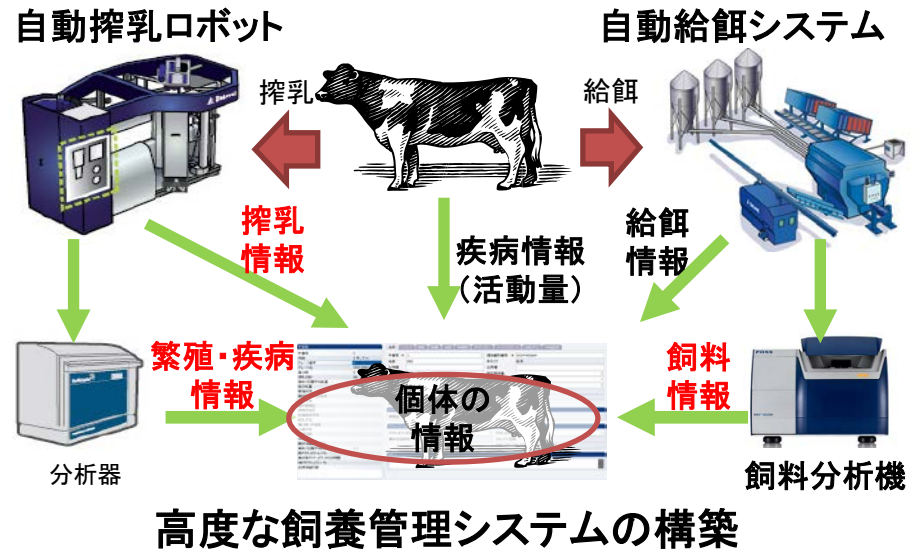 自動搾乳ロボット
自動給餌システム
搾乳
給餌
搾乳
情報
疾病情報
（活動量）
給餌
情報
繁殖・疾病
情報
個体の
情報
飼料
情報
FOSS
分析器
飼料分析機
高度な飼養管理システムの構築